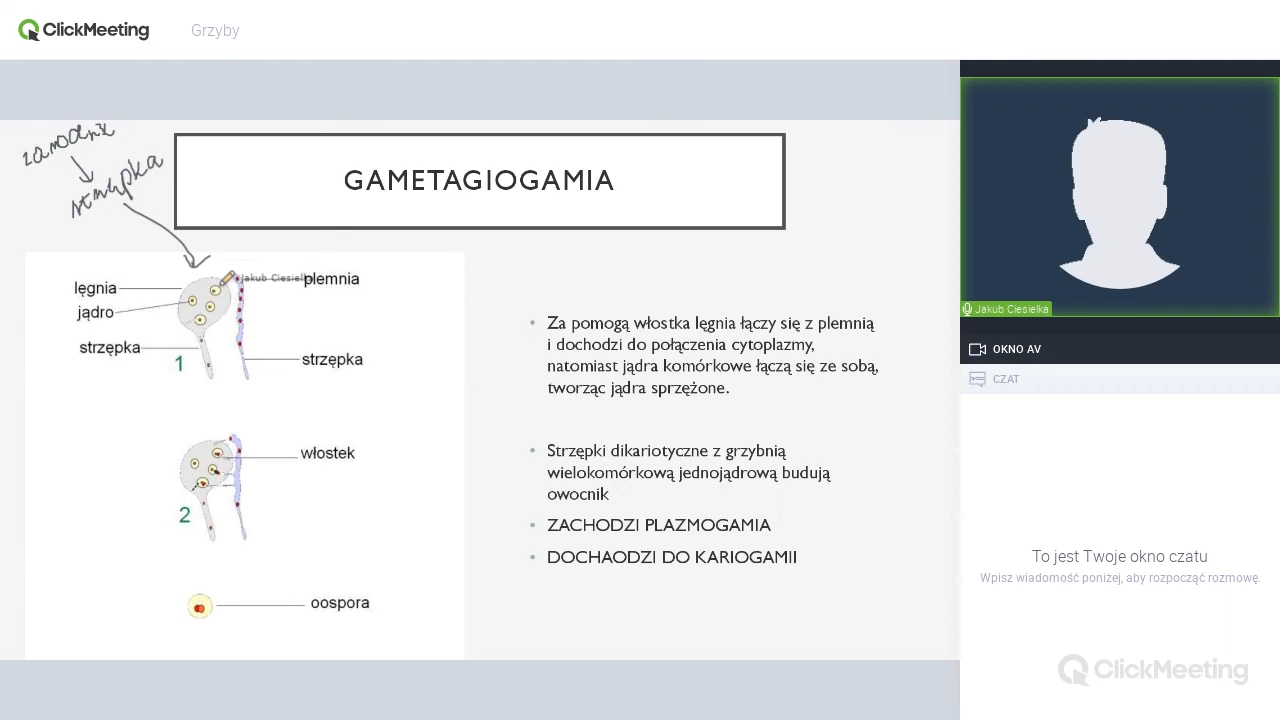 ClickMeeting
Grzyby
strzępka
GAMETAGIOGAMIA
lęgnia
jądro
strzępka
1
Jakub Ciesielka
plemnia
strzępka
włostek
2
oospora
• Za pomogą włostka lęgnia łączy się z plemnią
i dochodzi do połączenia cytoplazmy,
natomiast jądra komórkowe łączą się ze sobą,
tworząc jądra sprzężone.
• Strzępki dikariotyczne z grzybnią
wielokomórkową jednojądrową budują
owocnik
• ZACHODZI PLAZMOGAMIA
• DOCHAODZI DO KARIOGAMII
Jakub Ciesielka
OKNO AV
CZAT
To jest Twoje okno czatu
Wpisz wiadomość poniżej, aby rozpocząć rozmowę.
ClickMeeting